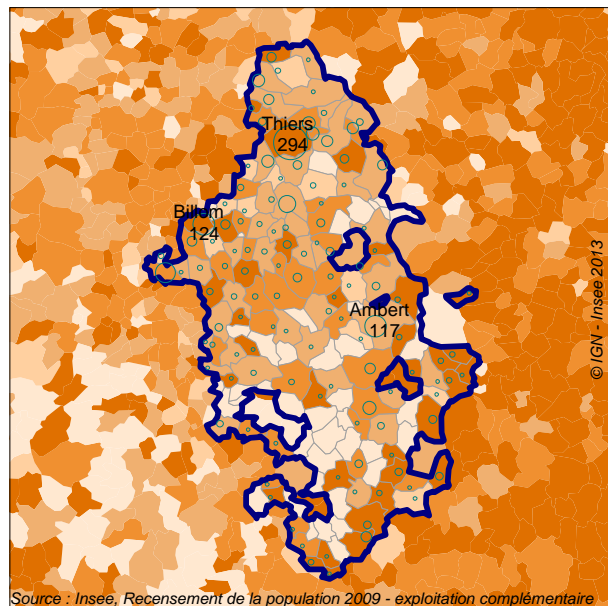 Thiers
294
Billom
124
Ambert
117
© IGN - Insee 2013
Source : Insee, Recensement de la population 2009 - exploitation complémentaire